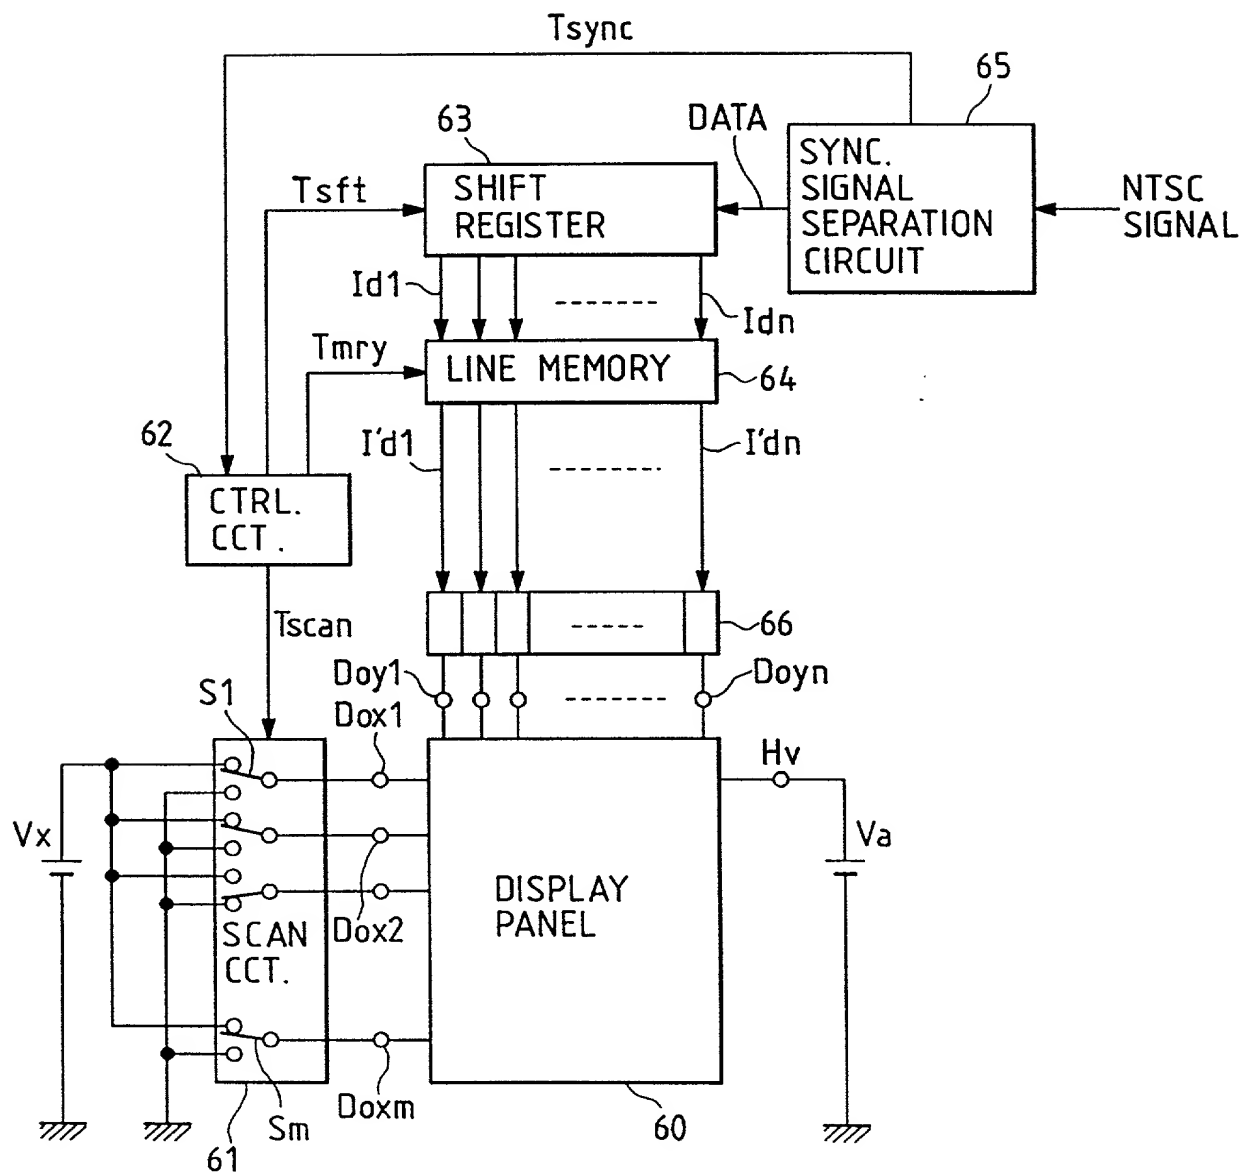 Tsync
65
63
DATA
SYNC.
SIGNAL
SEPARATION
CIRCUIT
NTSC
SIGNAL
Tsft
SHIFT
REGISTER
Id1
--------
Idn
Tmry
LINE MEMORY
64
62
I'd1
--------
I'dn
CTRL.
CCT.
Tscan
-----
66
Doy1
-------
Doyn
S1
Dox1
Hv
Vx
Va
DISPLAY
PANEL
Dox2
SCAN
CCT.
Doxm
Sm
60
61